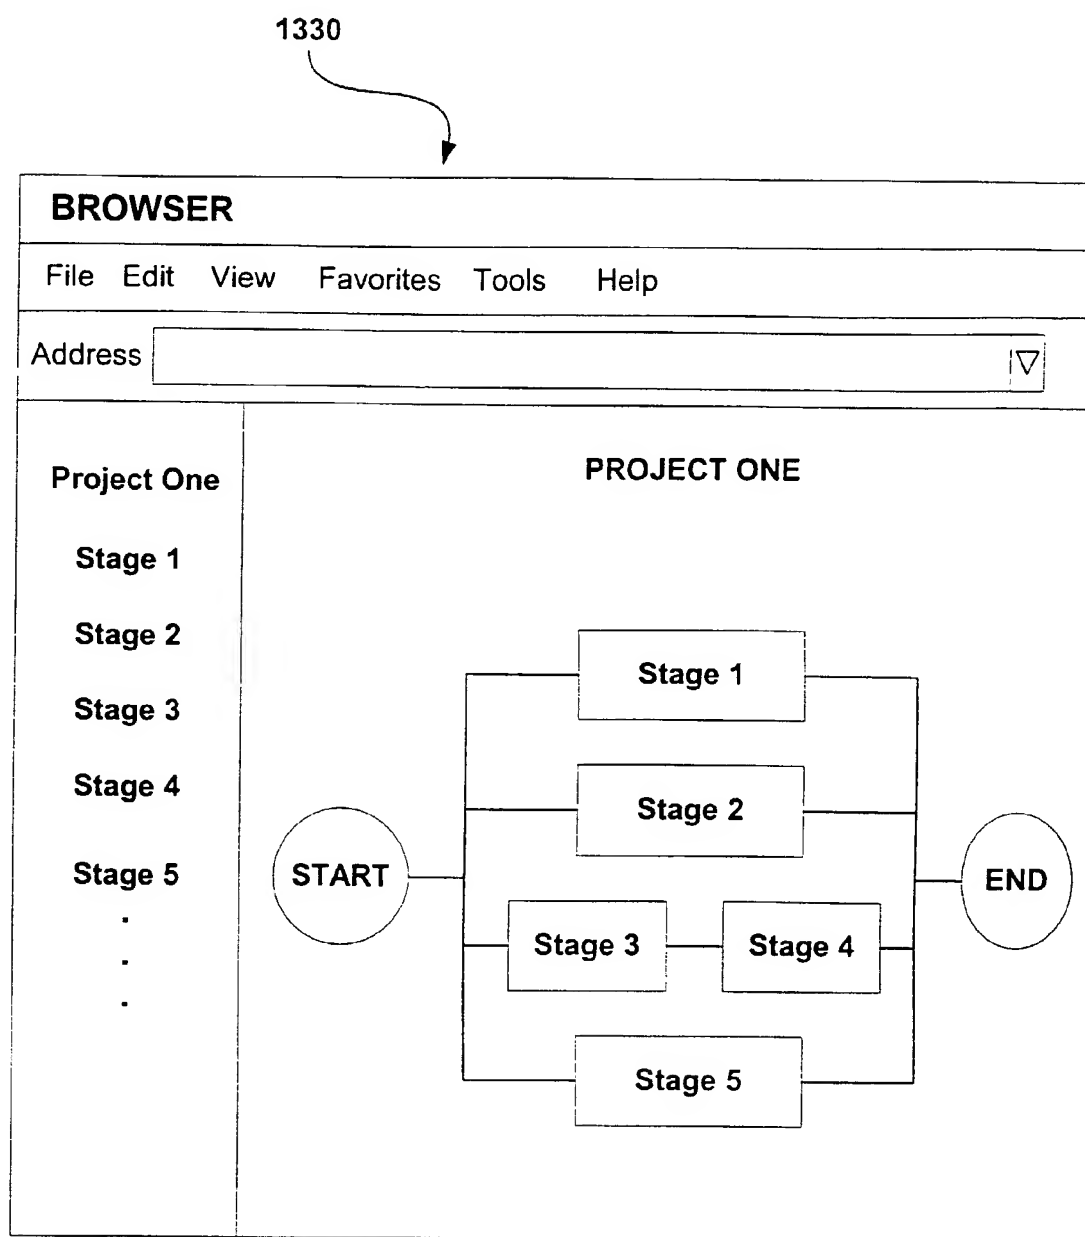 1330
BROWSER
File Edit View Favorites Tools Help
Address
Project One
Stage 1
Stage 2
Stage 3
Stage 4
Stage 5
.
.
.
PROJECT ONE
START
Stage 1
Stage 2
Stage 3
Stage 4
Stage 5
END